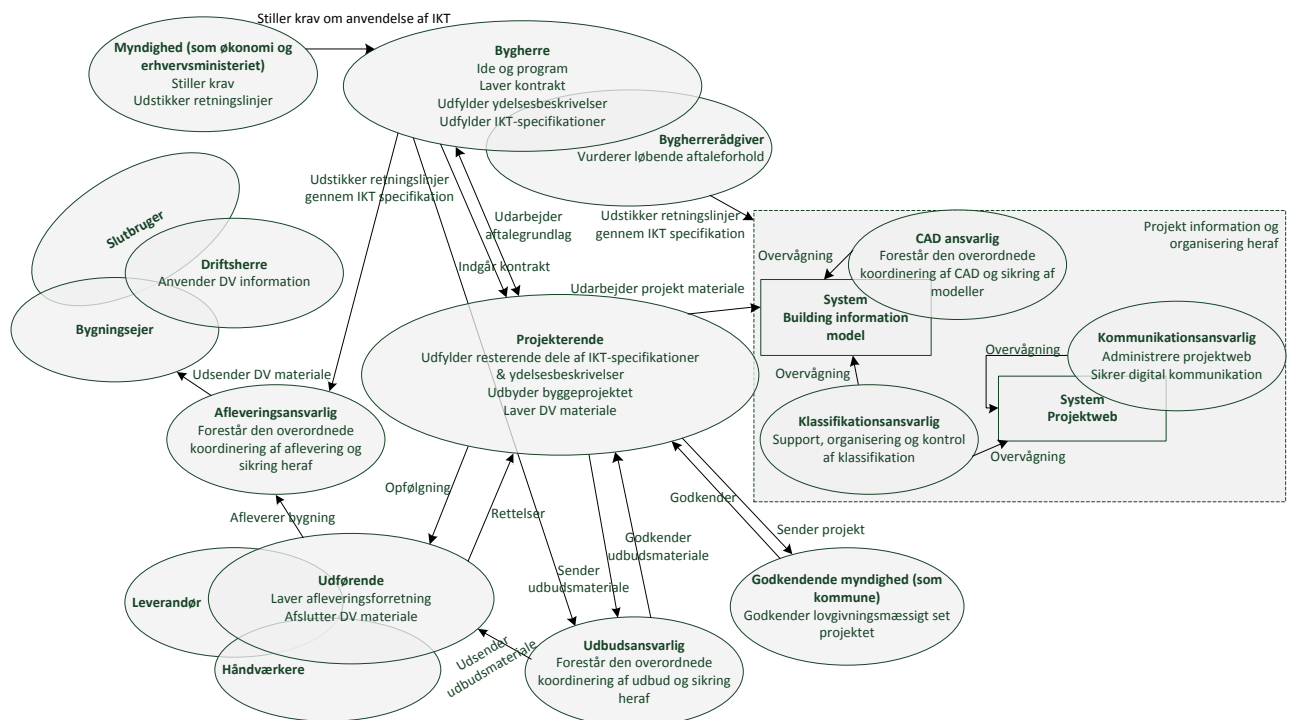 Stiller krav om anvendelse af IKT
Myndighed (som økonomi og
erhvervsministeriet)
Stiller krav
Udstikker retningslinjer
Bygherre
Ide og program
Laver kontrakt
Udfylder ydelsesbeskrivelser
Udfylder IKT-specifikationer
Bygherrerådgiver
Vurderer løbende aftaleforhold
Udstikker retningslinjer
gennem IKT specifikation
Udarbejder
aftalegrundlag
Indgår kontrakt
Udstikker retningslinjer
gennem IKT specifikation
Projekt information og
organisering heraf
Slutbruger
Driftsherre
Anvender DV information
Bygningsejer
Udsender DV materiale
Overvågning
CAD ansvarlig
Forestår den overordnede
koordinering af CAD og sikring af
modeller
Udarbejder projekt materiale
System
Building information
model
Projekterende
Udfylder resterende dele af IKT-specifikationer
& ydelsesbeskrivelser
Udbyder byggeprojektet
Laver DV materiale
Overvågning
Overvågning
Kommunikationsansvarlig
Administrere projektweb
Sikrer digital kommunikation
System
Projektweb
Klassifikationsansvarlig
Support, organisering og kontrol
af klassifikation
Overvågning
Afleveringsansvarlig
Forestår den overordnede
koordinering af aflevering og
sikring heraf
Afleverer bygning
Opfølgning
Rettelser
Godkender
Sender projekt
Godkender
udbudsmateriale
Sender
udbudsmateriale
Leverandør
Udførende
Laver afleveringsforretning
Afslutter DV materiale
Håndværkere
Udsender
udbudsmateriale
Udbudsansvarlig
Forestår den overordnede
koordinering af udbud og sikring
heraf
Godkendende myndighed (som
kommune)
Godkender lovgivningsmæssigt set
projektet